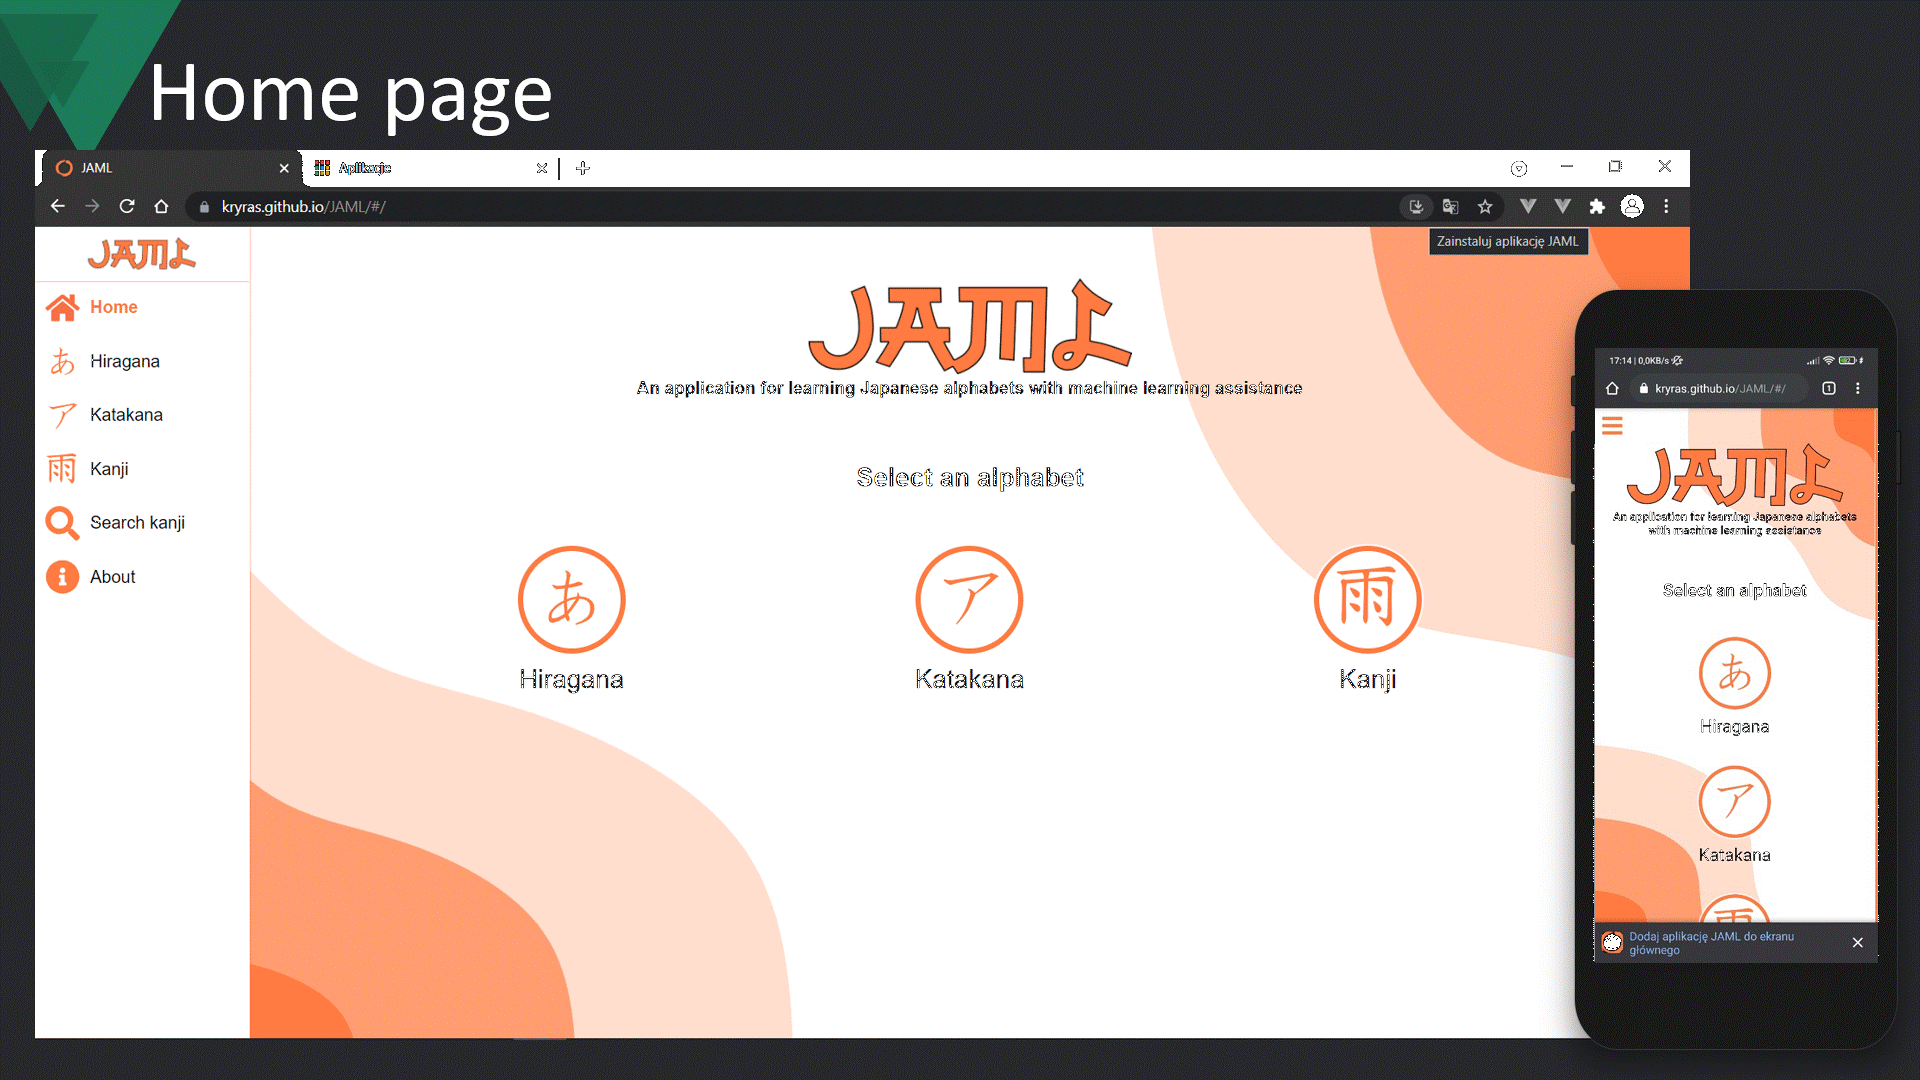 Home page
JAML
Aplikacje
kryras.github.io/JAML/#/
Zainstaluj aplikację JAML
JAML
Home
あ Hiragana
ア Katakana
雨 Kanji
Search kanji
About
JAML
An application for learning Japanese alphabets with machine learning assistance
Select an alphabet
あ ア 雨
Hiragana Katakana Kanji
17:14 | 0,0KB/s
kryras.github.io/JAML/#/
JAML
An application for learning Japanese alphabets
with machine learning assistance
Select an alphabet
あ
Hiragana
ア
Katakana
雨
Dodaj aplikację JAML do ekranu
głównego